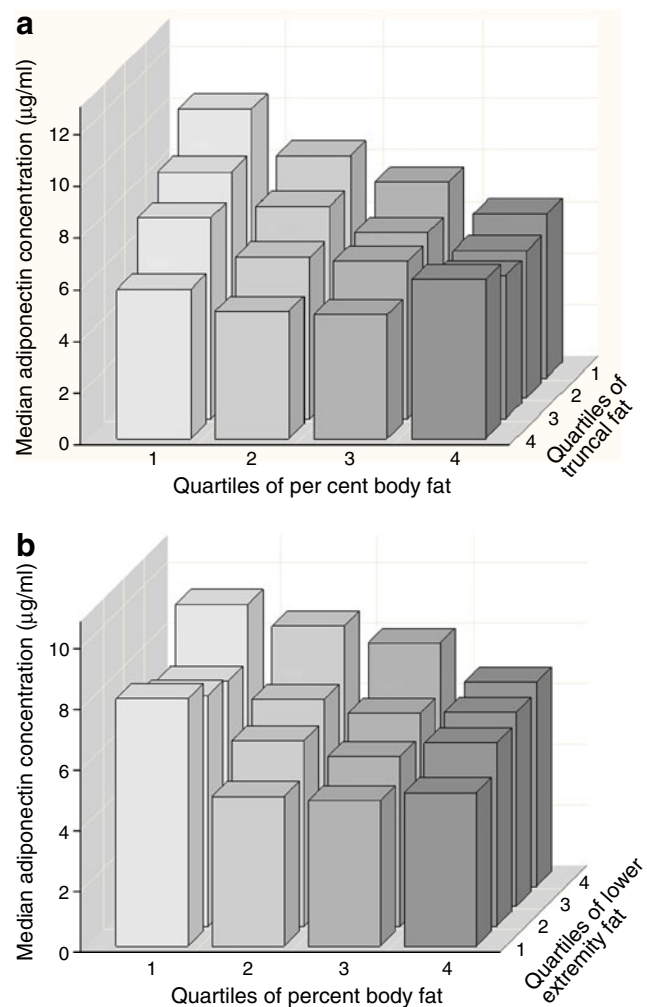 a
Median adiponectin concentration (µg/ml)
12
10
8
6
4
2
0
1 2 3 4
Quartiles of per cent body fat
1
2
3
4
Quartiles of
truncal fat
b
Median adiponectin concentration (µg/ml)
10
8
6
4
2
0
1 2 3 4
Quartiles of percent body fat
4
3
2
1
Quartiles of lower
extremity fat